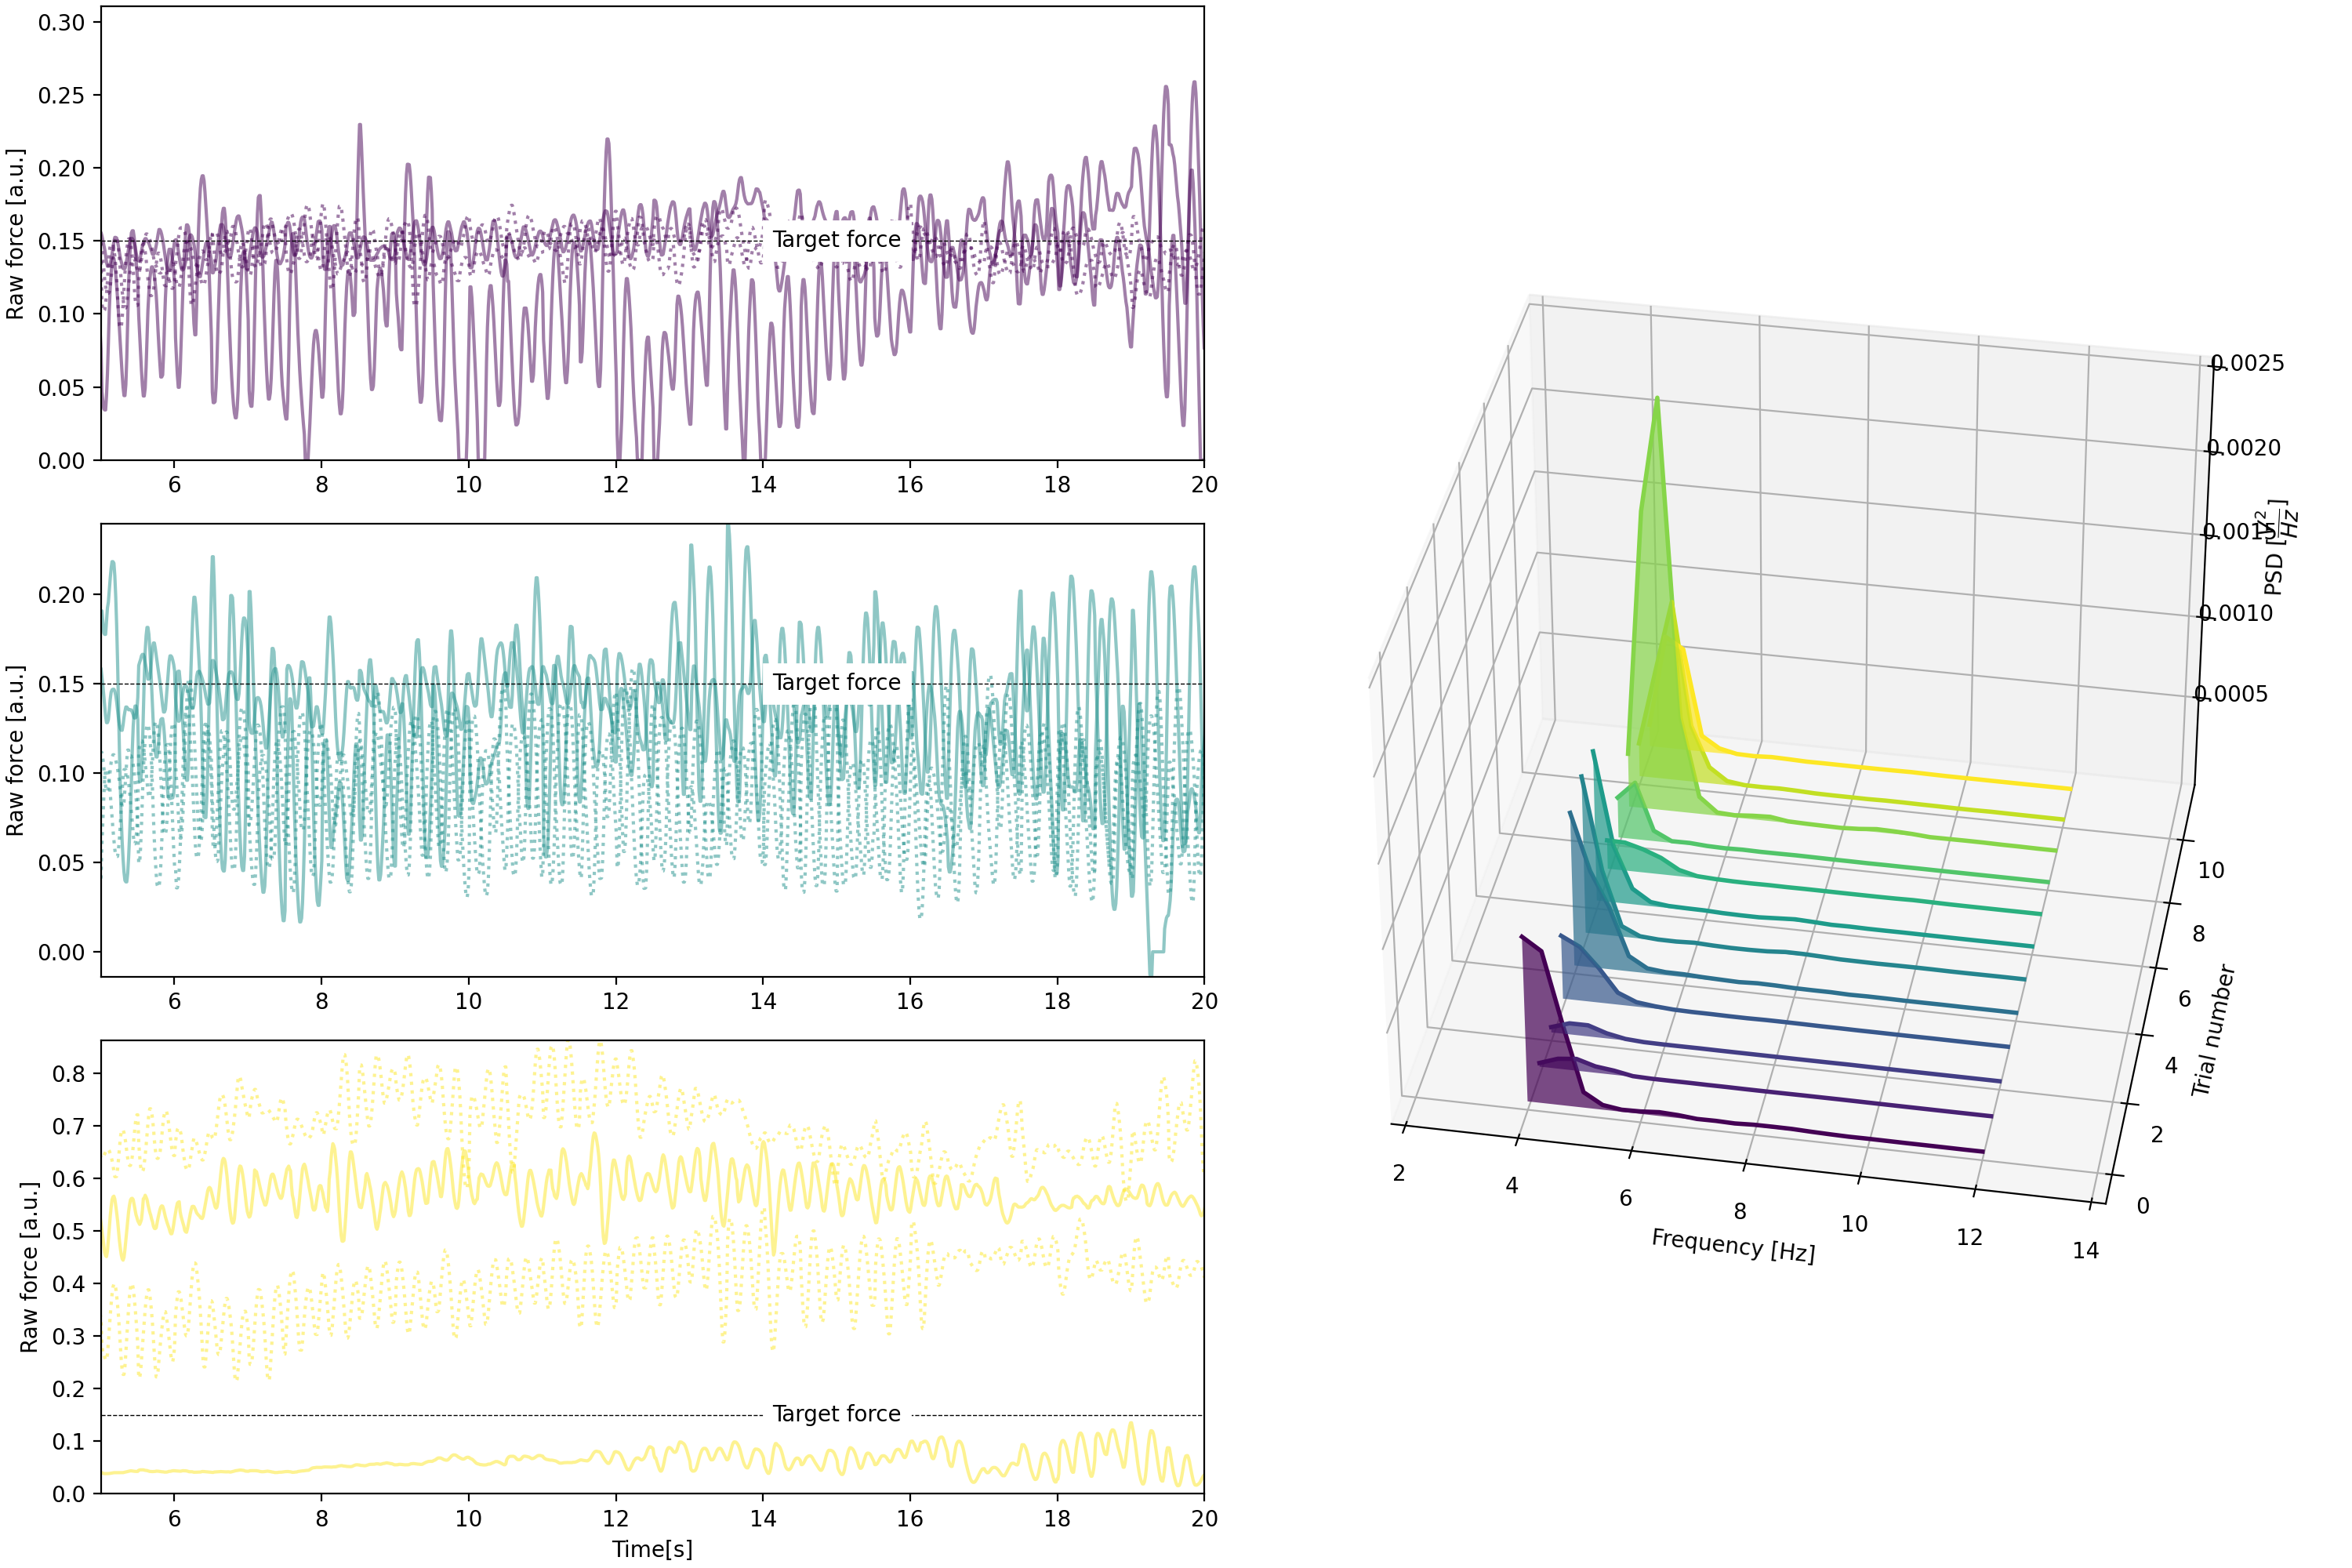 0.30
0.25
0.20
0.15
0.10
0.05
0.00
Raw force [a.u.]
Target force
6 8 10 12 14 16 18 20
0.20
0.15
0.10
0.05
0.00
Raw force [a.u.]
Target force
6 8 10 12 14 16 18 20
0.8
0.7
0.6
0.5
0.4
0.3
0.2
0.1
0.0
Raw force [a.u.]
Target force
6 8 10 12 14 16 18 20
Time[s]
0.0025
0.0020
0.0015
0.0010
0.0005
PSD [V²/Hz]
10
8
6
4
2
0
Trial number
2 4 6 8 10 12 14
Frequency [Hz]